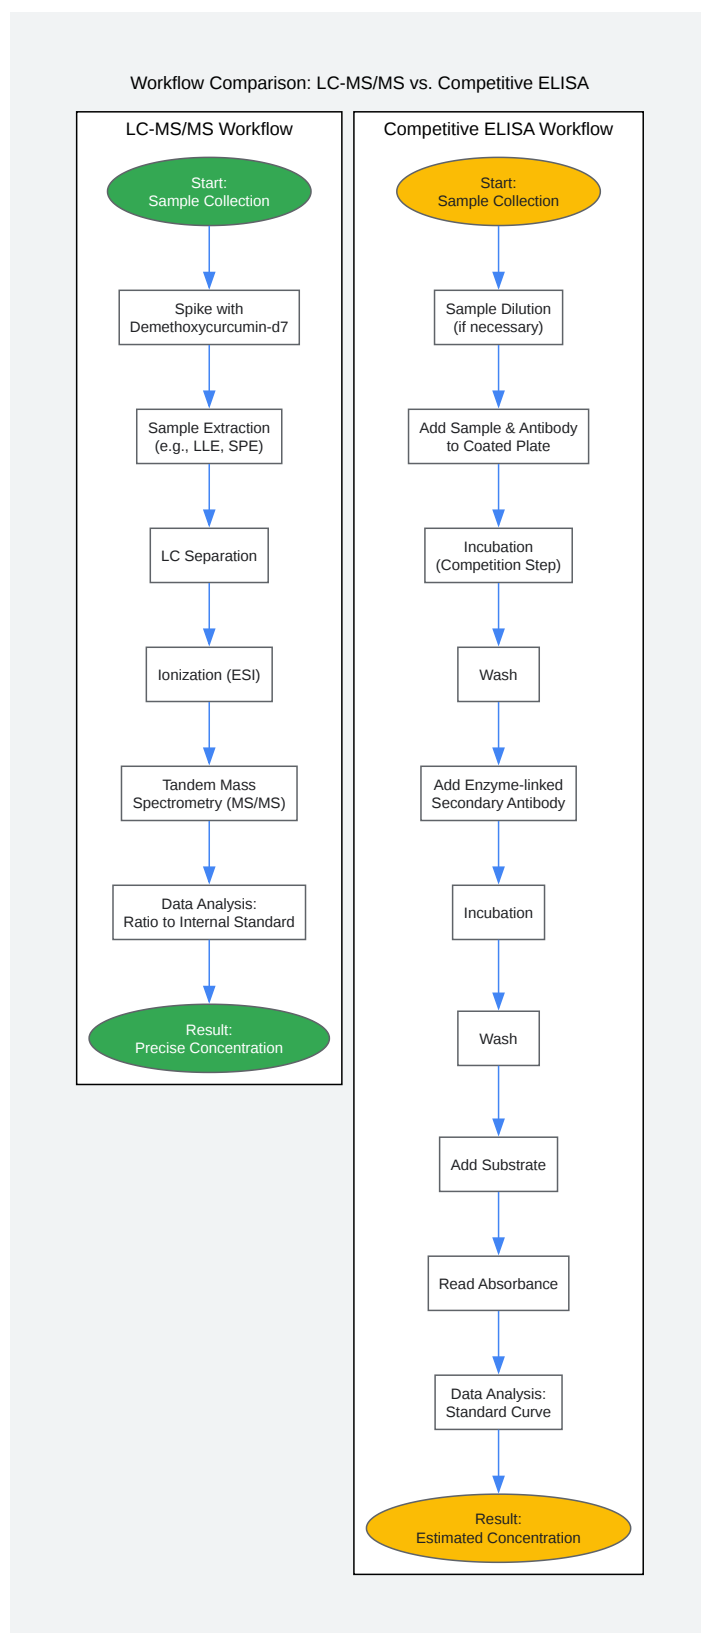 Workflow Comparison: LC-MS/MS vs. Competitive ELISA
LC-MS/MS Workflow
Start:
Sample Collection
Spike with
Demethoxycurcumin-d7
Sample Extraction
(e.g., LLE, SPE)
LC Separation
Ionization (ESI)
Tandem Mass
Spectrometry (MS/MS)
Data Analysis:
Ratio to Internal Standard
Result:
Precise Concentration
Competitive ELISA Workflow
Start:
Sample Collection
Sample Dilution
(if necessary)
Add Sample & Antibody
to Coated Plate
Incubation
(Competition Step)
Wash
Add Enzyme-linked
Secondary Antibody
Incubation
Wash
Add Substrate
Read Absorbance
Data Analysis:
Standard Curve
Result:
Estimated Concentration